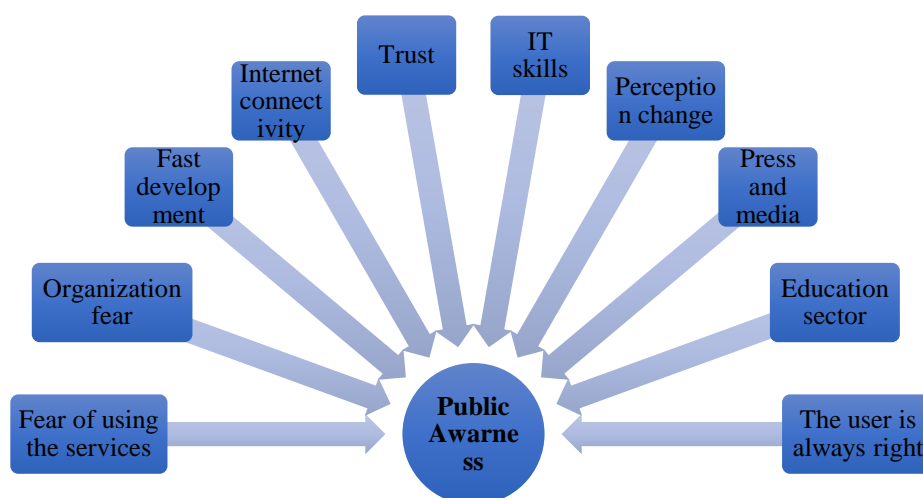 Fear of using
the services
Organization
fear
Fast
develop
ment
Internet
connect
ivity
Trust
IT
skills
Perceptio
n change
Press
and
media
Education
sector
The user is
always right
Public
Awarne
ss